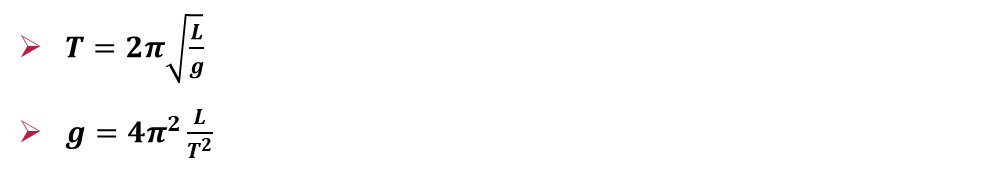 ➢ T = 2π√(L/g)
➢ g = 4π² L/T²